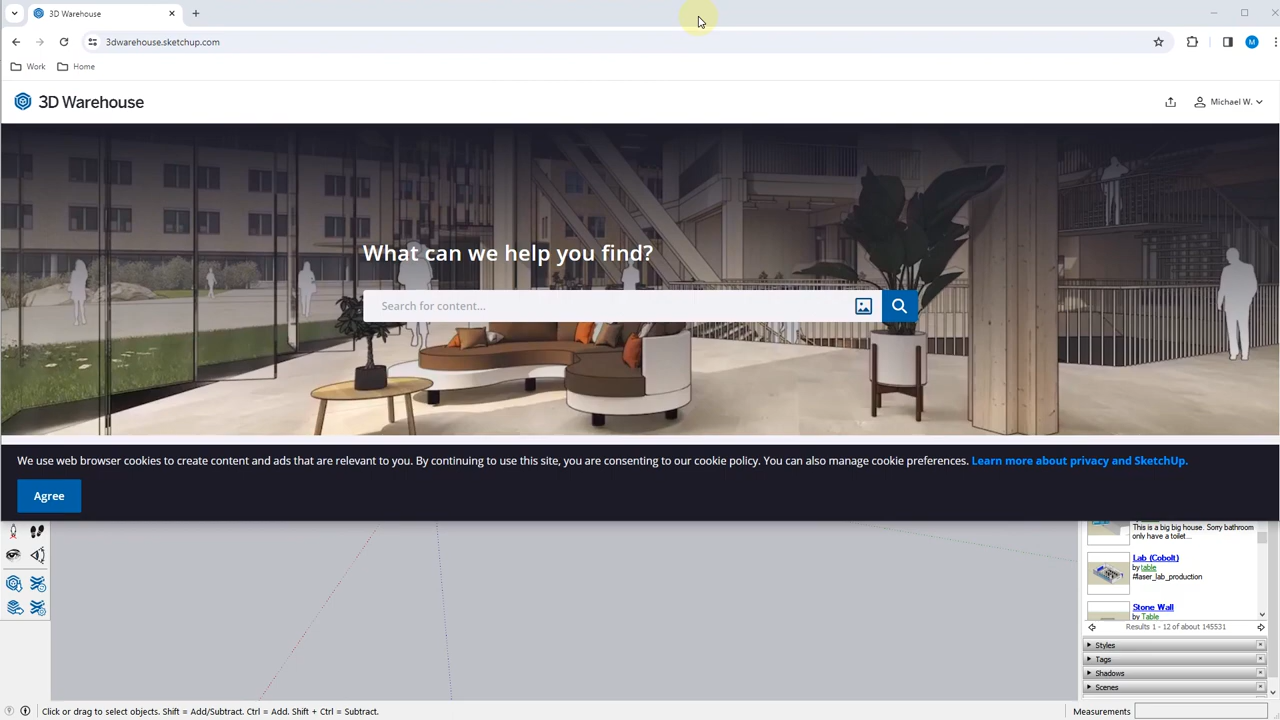 3D Warehouse
3dwarehouse.sketchup.com
M
Work
Home
3D Warehouse
Michael W.
What can we help you find?
Search for content...
We use web browser cookies to create content and ads that are relevant to you. By continuing to use this site, you are consenting to our cookie policy. You can also manage cookie preferences. Learn more about privacy and SketchUp.
Agree
This is a big big house. Sorry bathroom
only have a toilet...
Lab (Cobolt)
by table
#laser_lab_production
Stone Wall
by Table
Results 1 - 12 of about 145531
Styles
Tags
Shadows
Scenes
Click or drag to select objects. Shift = Add/Subtract. Ctrl = Add. Shift + Ctrl = Subtract.
Measurements